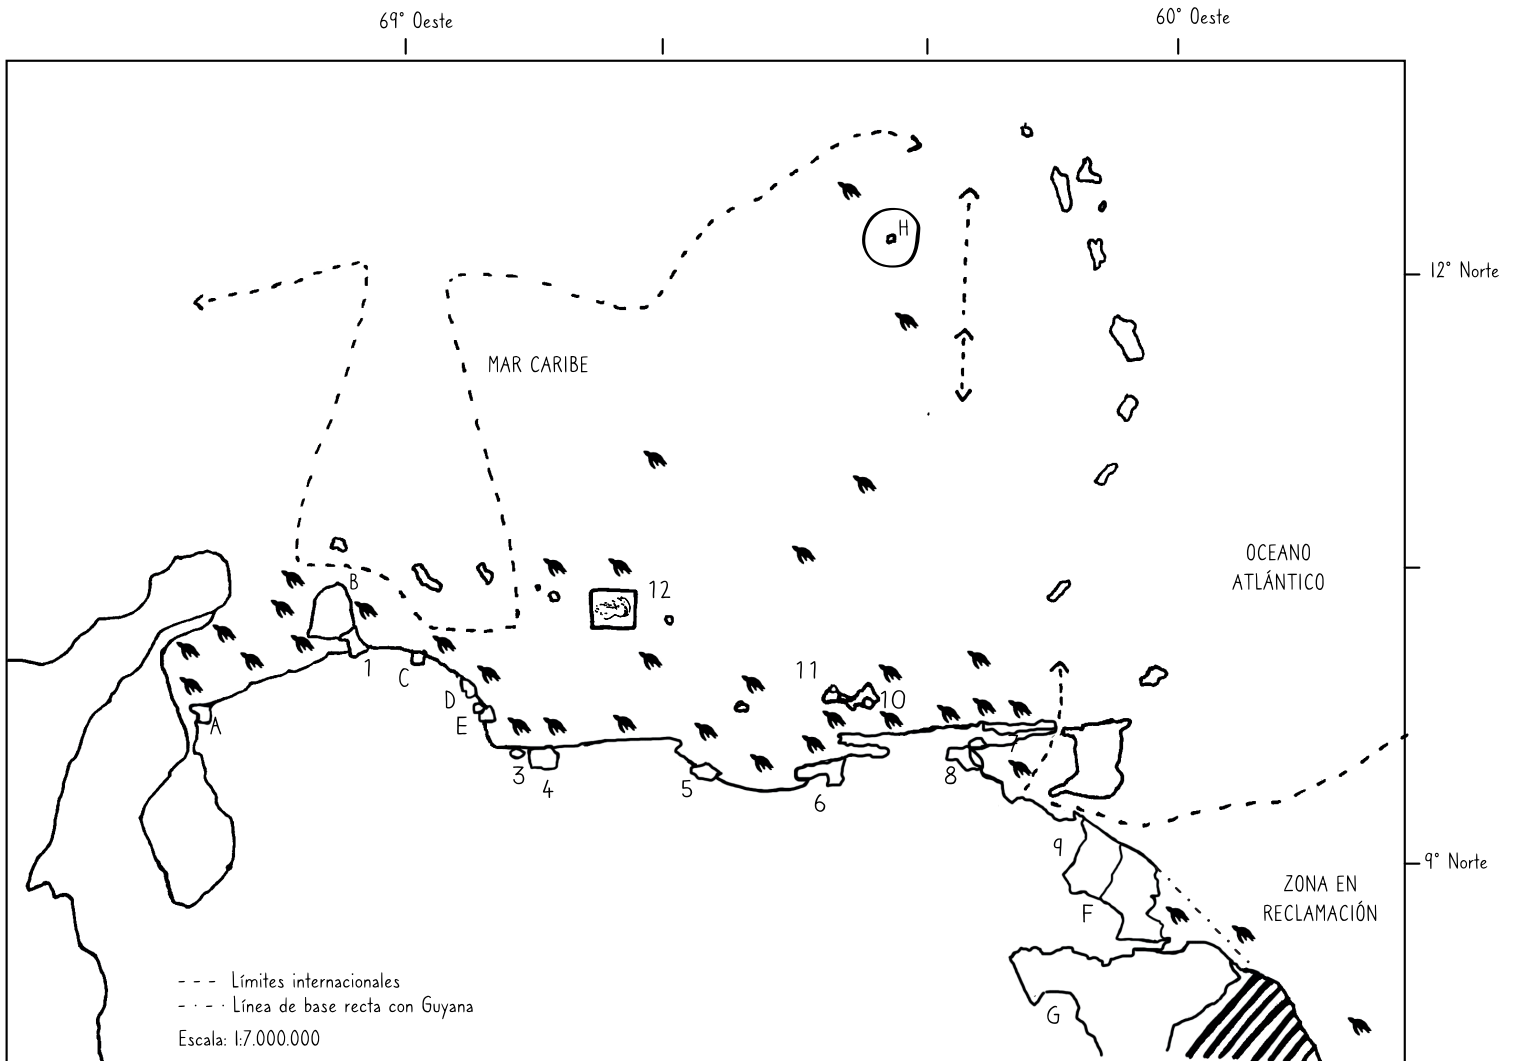 69° Oeste
60° Oeste
H
12° Norte
MAR CARIBE
OCEANO
ATLÁNTICO
B
12
1
C
11
D
10
A
E
7
3
4
5
6
8
9
9° Norte
ZONA EN
RECLAMACIÓN
F
G
Límites internacionales
Línea de base recta con Guyana
Escala: 1:7.000.000